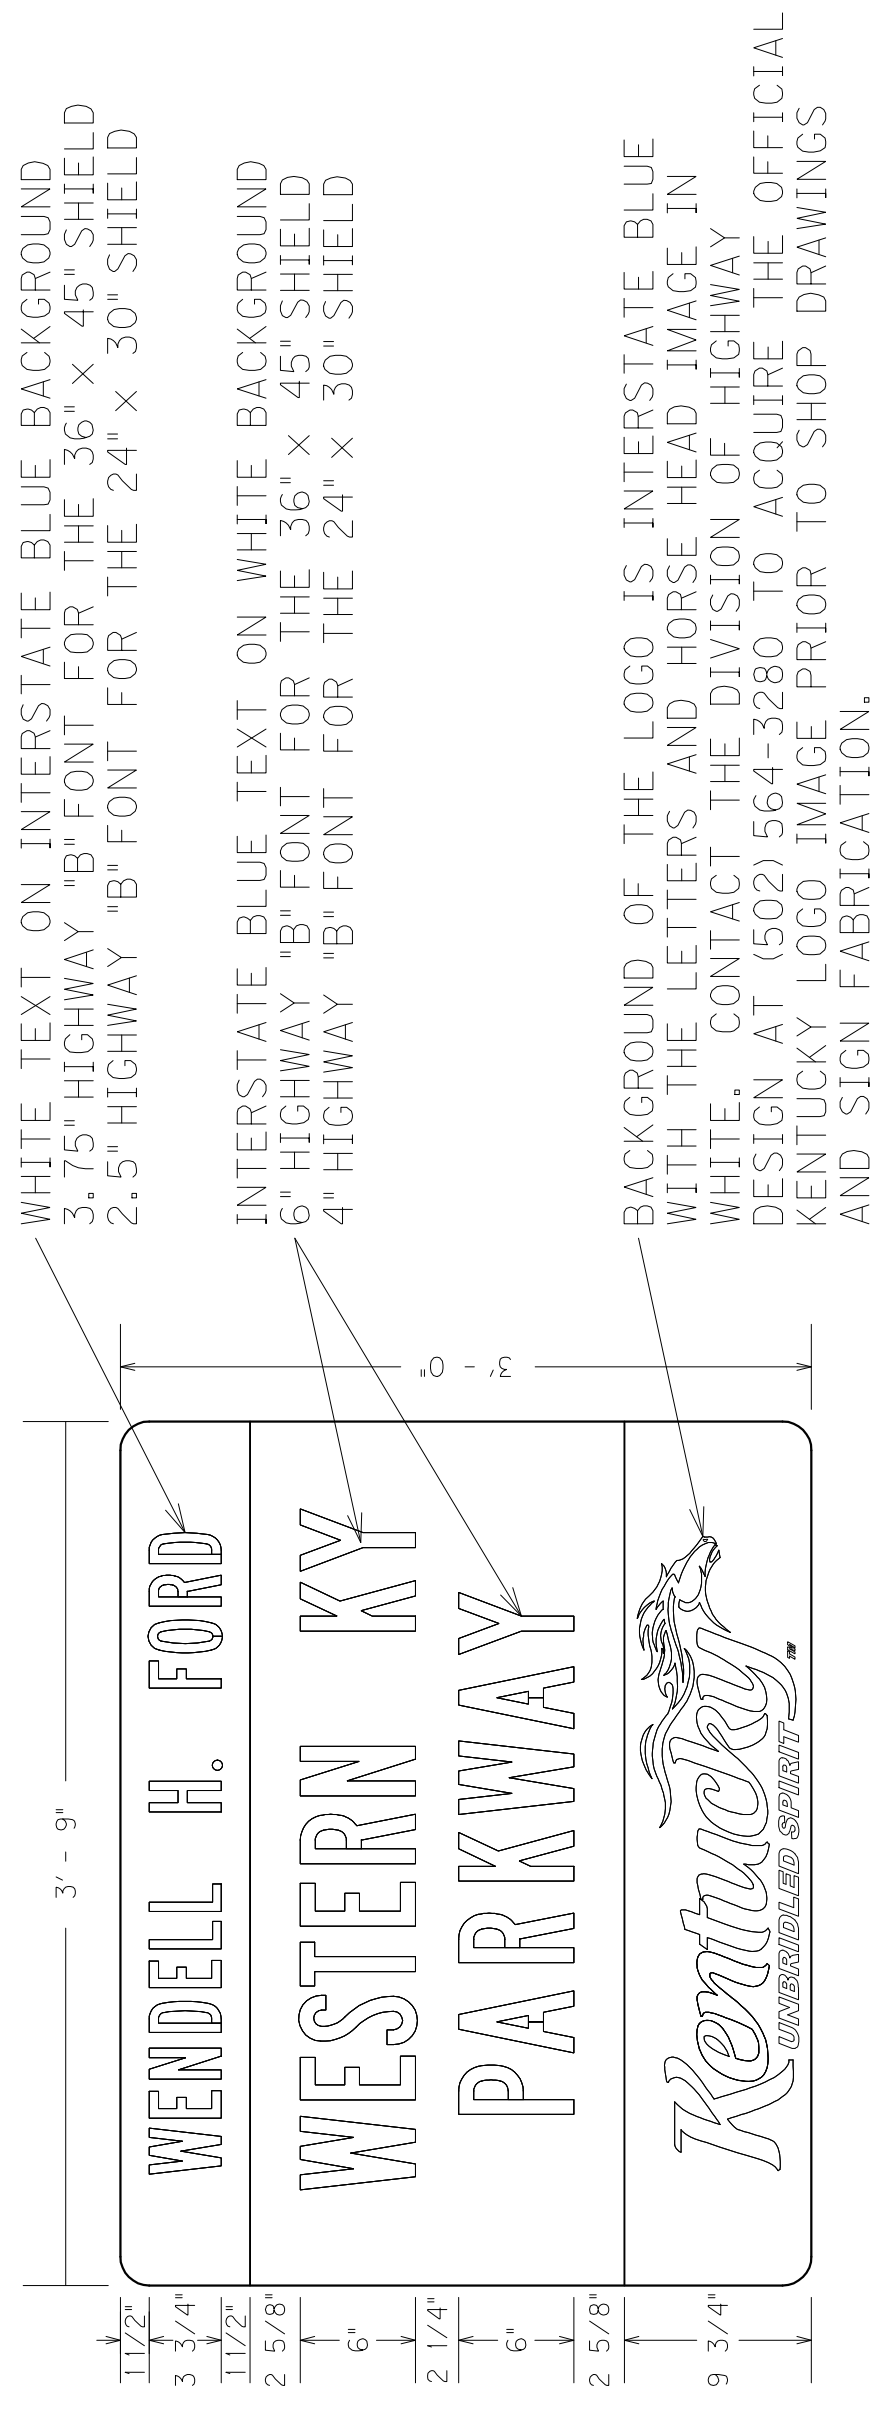 WHITE TEXT ON INTERSTATE BLUE BACKGROUND
3.75" HIGHWAY "B" FONT FOR THE 36" x 45" SHIELD
2.5" HIGHWAY "B" FONT FOR THE 24" x 30" SHIELD
INTERSTATE BLUE TEXT ON WHITE BACKGROUND
6" HIGHWAY "B" FONT FOR THE 36" x 45" SHIELD
4" HIGHWAY "B" FONT FOR THE 24" x 30" SHIELD
BACKGROUND OF THE LOGO IS INTERSTATE BLUE
WITH THE LETTERS AND HORSE HEAD IMAGE IN
WHITE. CONTACT THE DIVISION OF HIGHWAY
DESIGN AT (502) 564-3280 TO ACQUIRE THE OFFICIAL
KENTUCKY LOGO IMAGE PRIOR TO SHOP DRAWINGS
AND SIGN FABRICATION.
3' - 9"
3' - 0"
WENDELL H. FORD
WESTERN KY
PARKWAY
Kentucky
UNBRIDLED SPIRIT
TM
1 1/2"
3 3/4"
1 1/2"
2 5/8"
6"
2 1/4"
6"
2 5/8"
9 3/4"